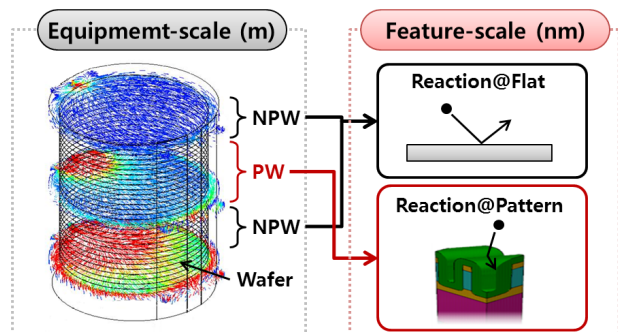 Equipmemt-scale (m)
Feature-scale (nm)
NPW
PW
NPW
Wafer
Reaction@Flat
Reaction@Pattern